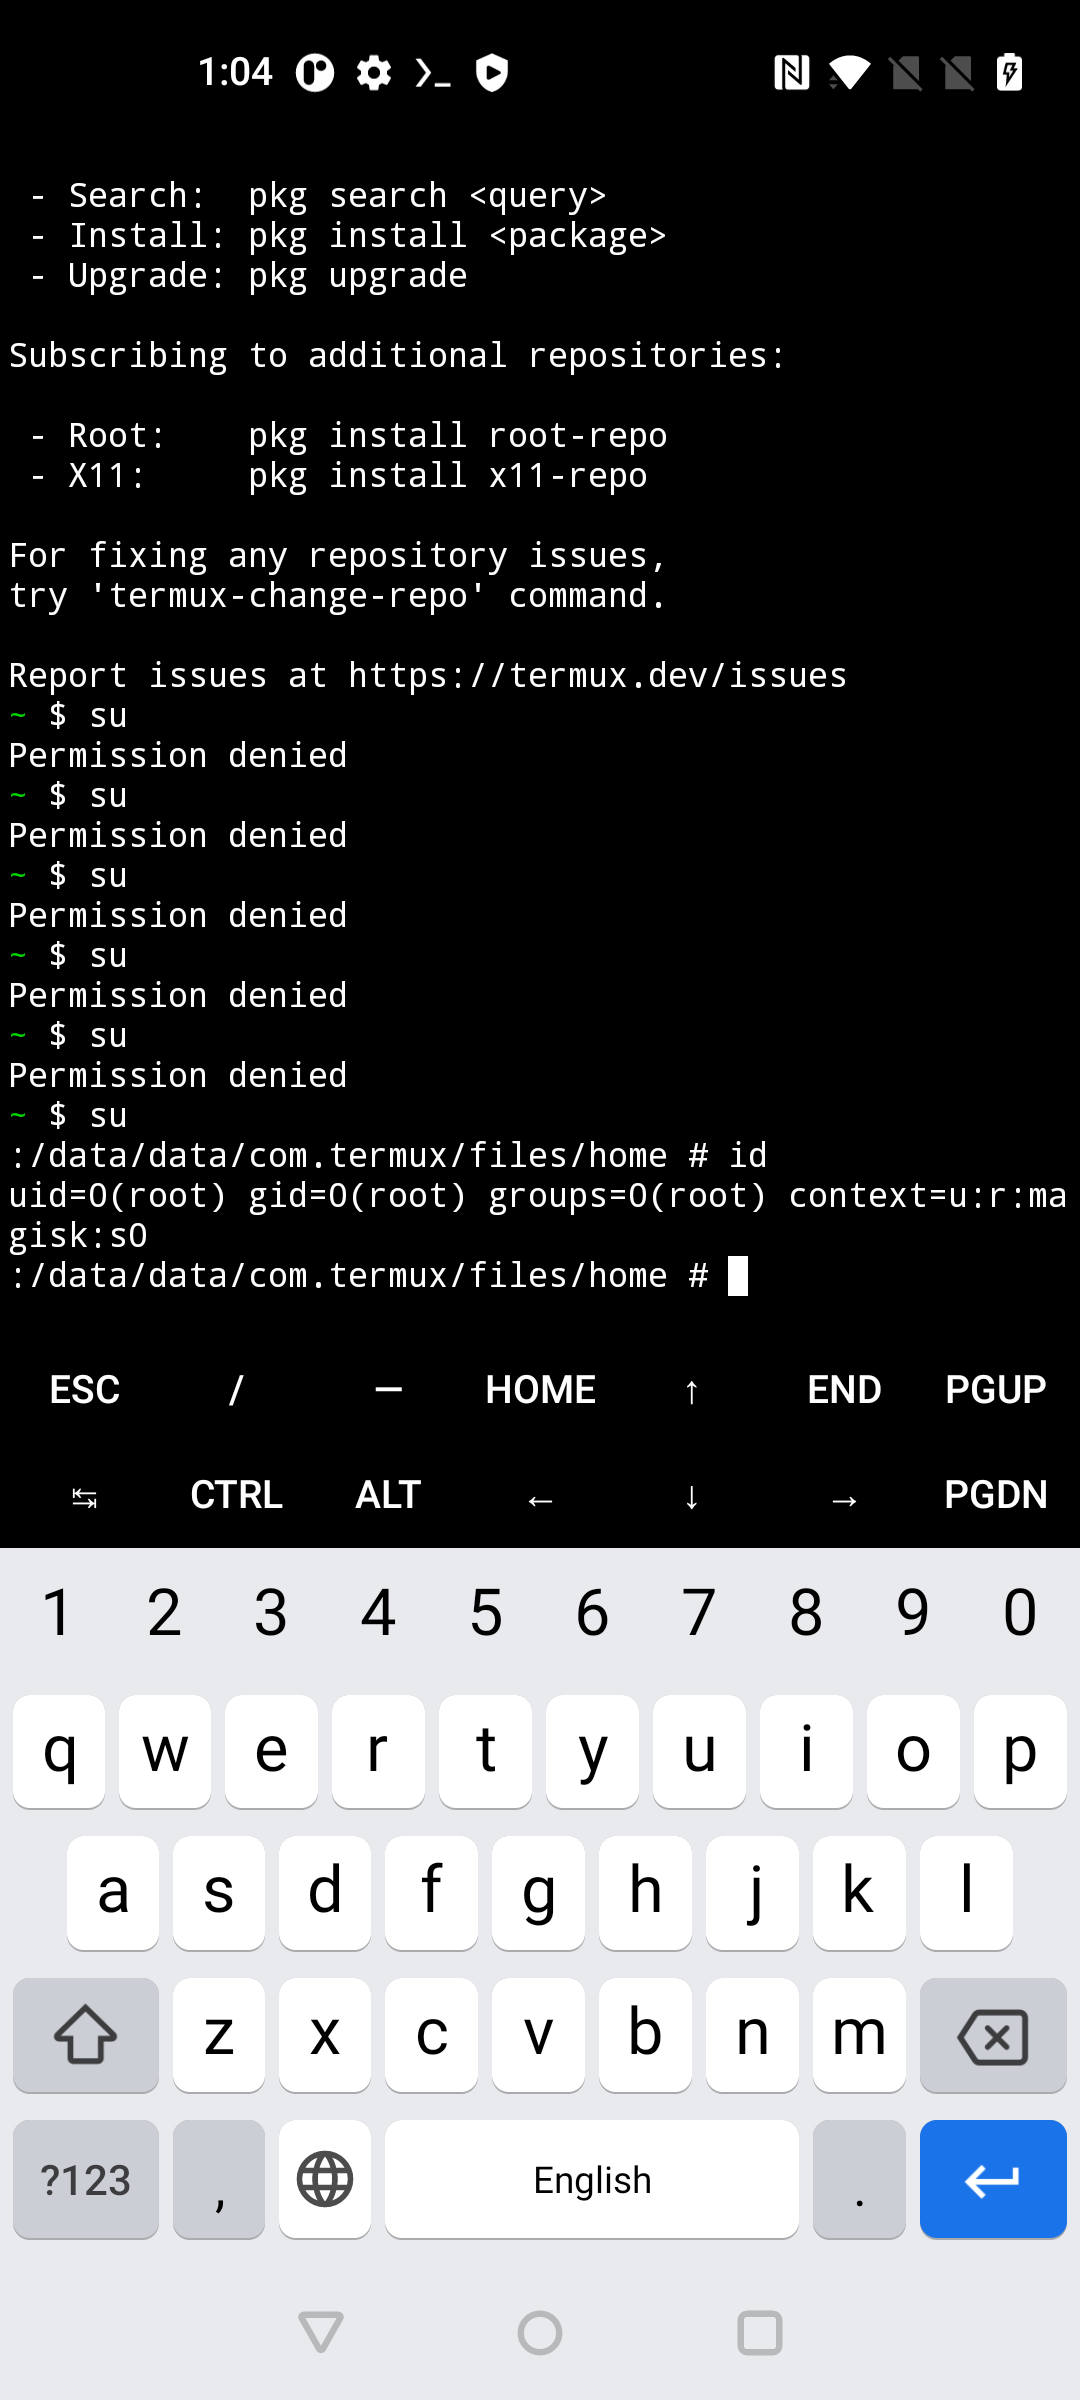 1:04
- Search:  pkg search <query>
- Install: pkg install <package>
- Upgrade: pkg upgrade
Subscribing to additional repositories:
- Root:    pkg install root-repo
- X11:     pkg install x11-repo
For fixing any repository issues,
try 'termux-change-repo' command.
Report issues at https://termux.dev/issues
~ $ su
Permission denied
~ $ su
Permission denied
~ $ su
Permission denied
~ $ su
Permission denied
~ $ su
Permission denied
~ $ su
:/data/data/com.termux/files/home # id
uid=0(root) gid=0(root) groups=0(root) context=u:r:ma
gisk:s0
:/data/data/com.termux/files/home #
ESC / — HOME ↑ END PGUP
↹ CTRL ALT ← ↓ → PGDN
1 2 3 4 5 6 7 8 9 0
q w e r t y u i o p
a s d f g h j k l
z x c v b n m
?123 , English .